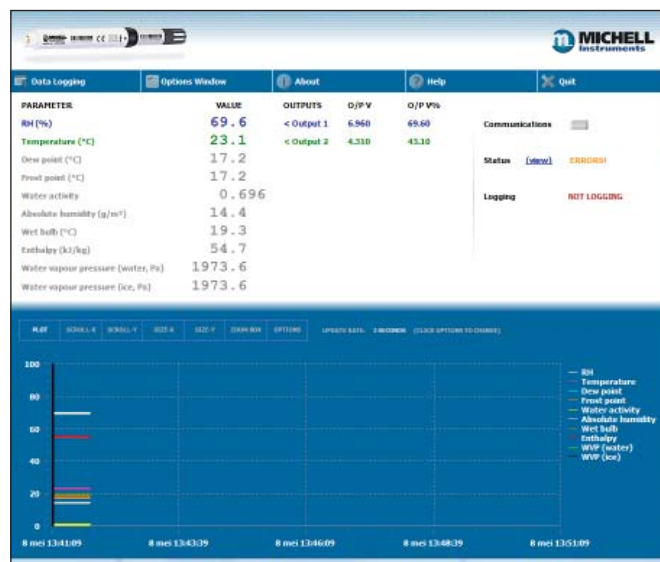 MICHELL
Instruments
Data Logging Options Window About Help Quit
PARAMETER VALUE OUTPUTS O/P V O/P V%
RH (%) 69.6 < Output 1 6.960 69.60
Communications
Temperature (°C) 23.1 < Output 2 4.310 43.10
Dew point (°C) 17.2
Status (view) ERRORS!
Frost point (°C) 17.2
Water activity 0.696
Logging NOT LOGGING
Absolute humidity (g/m³) 14.4
Wet bulb (°C) 19.3
Enthalpy (kJ/kg) 54.7
Water vapour pressure (water, Pa) 1973.6
Water vapour pressure (ice, Pa) 1973.6
PLOT SCROLL-X SCROLL-Y SIZE-X SIZE-Y ZOOM BOX OPTIONS UPDATE RATE: 2 SECONDS (CLICK OPTIONS TO CHANGE)
100
80
60
40
20
0
8 mei 13:41:09 8 mei 13:43:39 8 mei 13:46:09 8 mei 13:48:39 8 mei 13:51:09
RH
Temperature
Dew point
Frost point
Water activity
Absolute humidity
Wet bulb
Enthalpy
WVP (water)
WVP (ice)